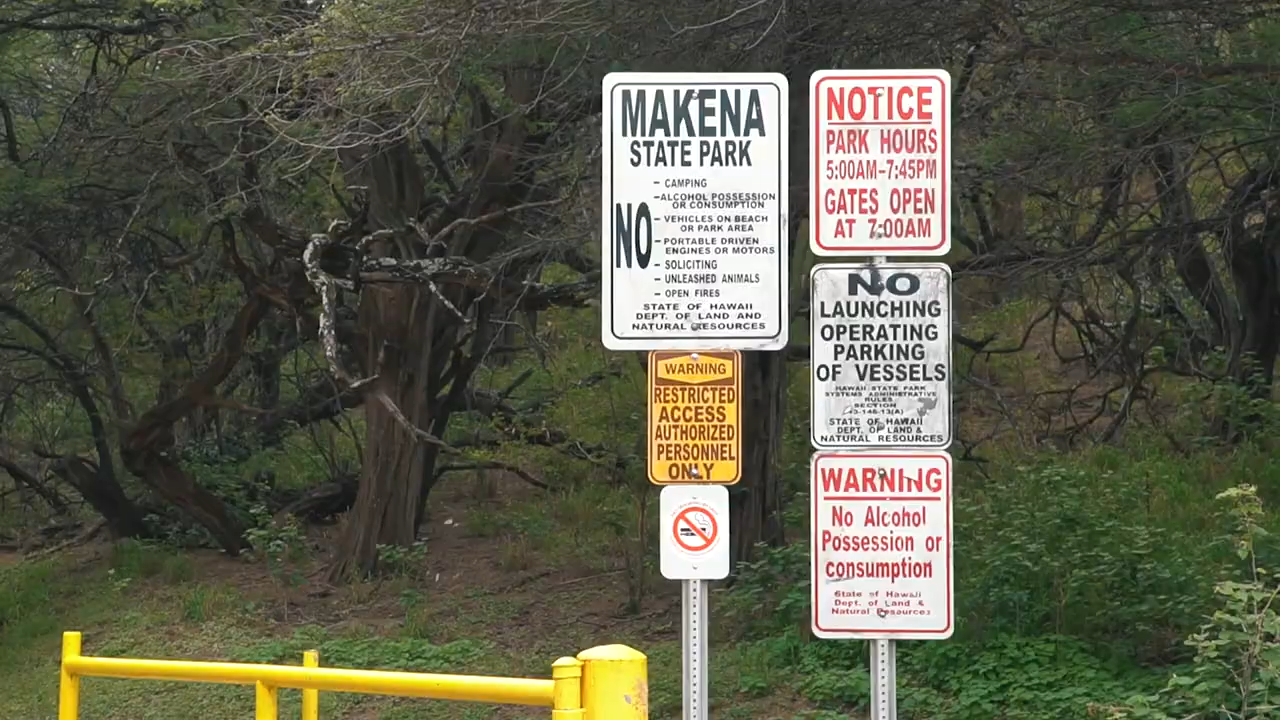 MAKENA
STATE PARK
NO
- CAMPING
- ALCOHOL POSSESSION
OR CONSUMPTION
- VEHICLES ON BEACH
OR PARK AREA
- PORTABLE DRIVEN
ENGINES OR MOTORS
- SOLICITING
- UNLEASHED ANIMALS
- OPEN FIRES
STATE OF HAWAII
DEPT. OF LAND AND
NATURAL RESOURCES
WARNING
RESTRICTED
ACCESS
AUTHORIZED
PERSONNEL
ONLY
NOTICE
PARK HOURS
5:00AM-7:45PM
GATES OPEN
AT 7:00AM
NO
LAUNCHING
OPERATING
PARKING
OF VESSELS
HAWAII STATE PARK
SYSTEMS ADMINISTRATIVE
RULES
SECTION
13-146-13(A)
STATE OF HAWAII
DEPT. OF LAND &
NATURAL RESOURCES
WARNING
No Alcohol
Possession or
consumption
State of Hawaii
Dept. of Land &
Natural Resources